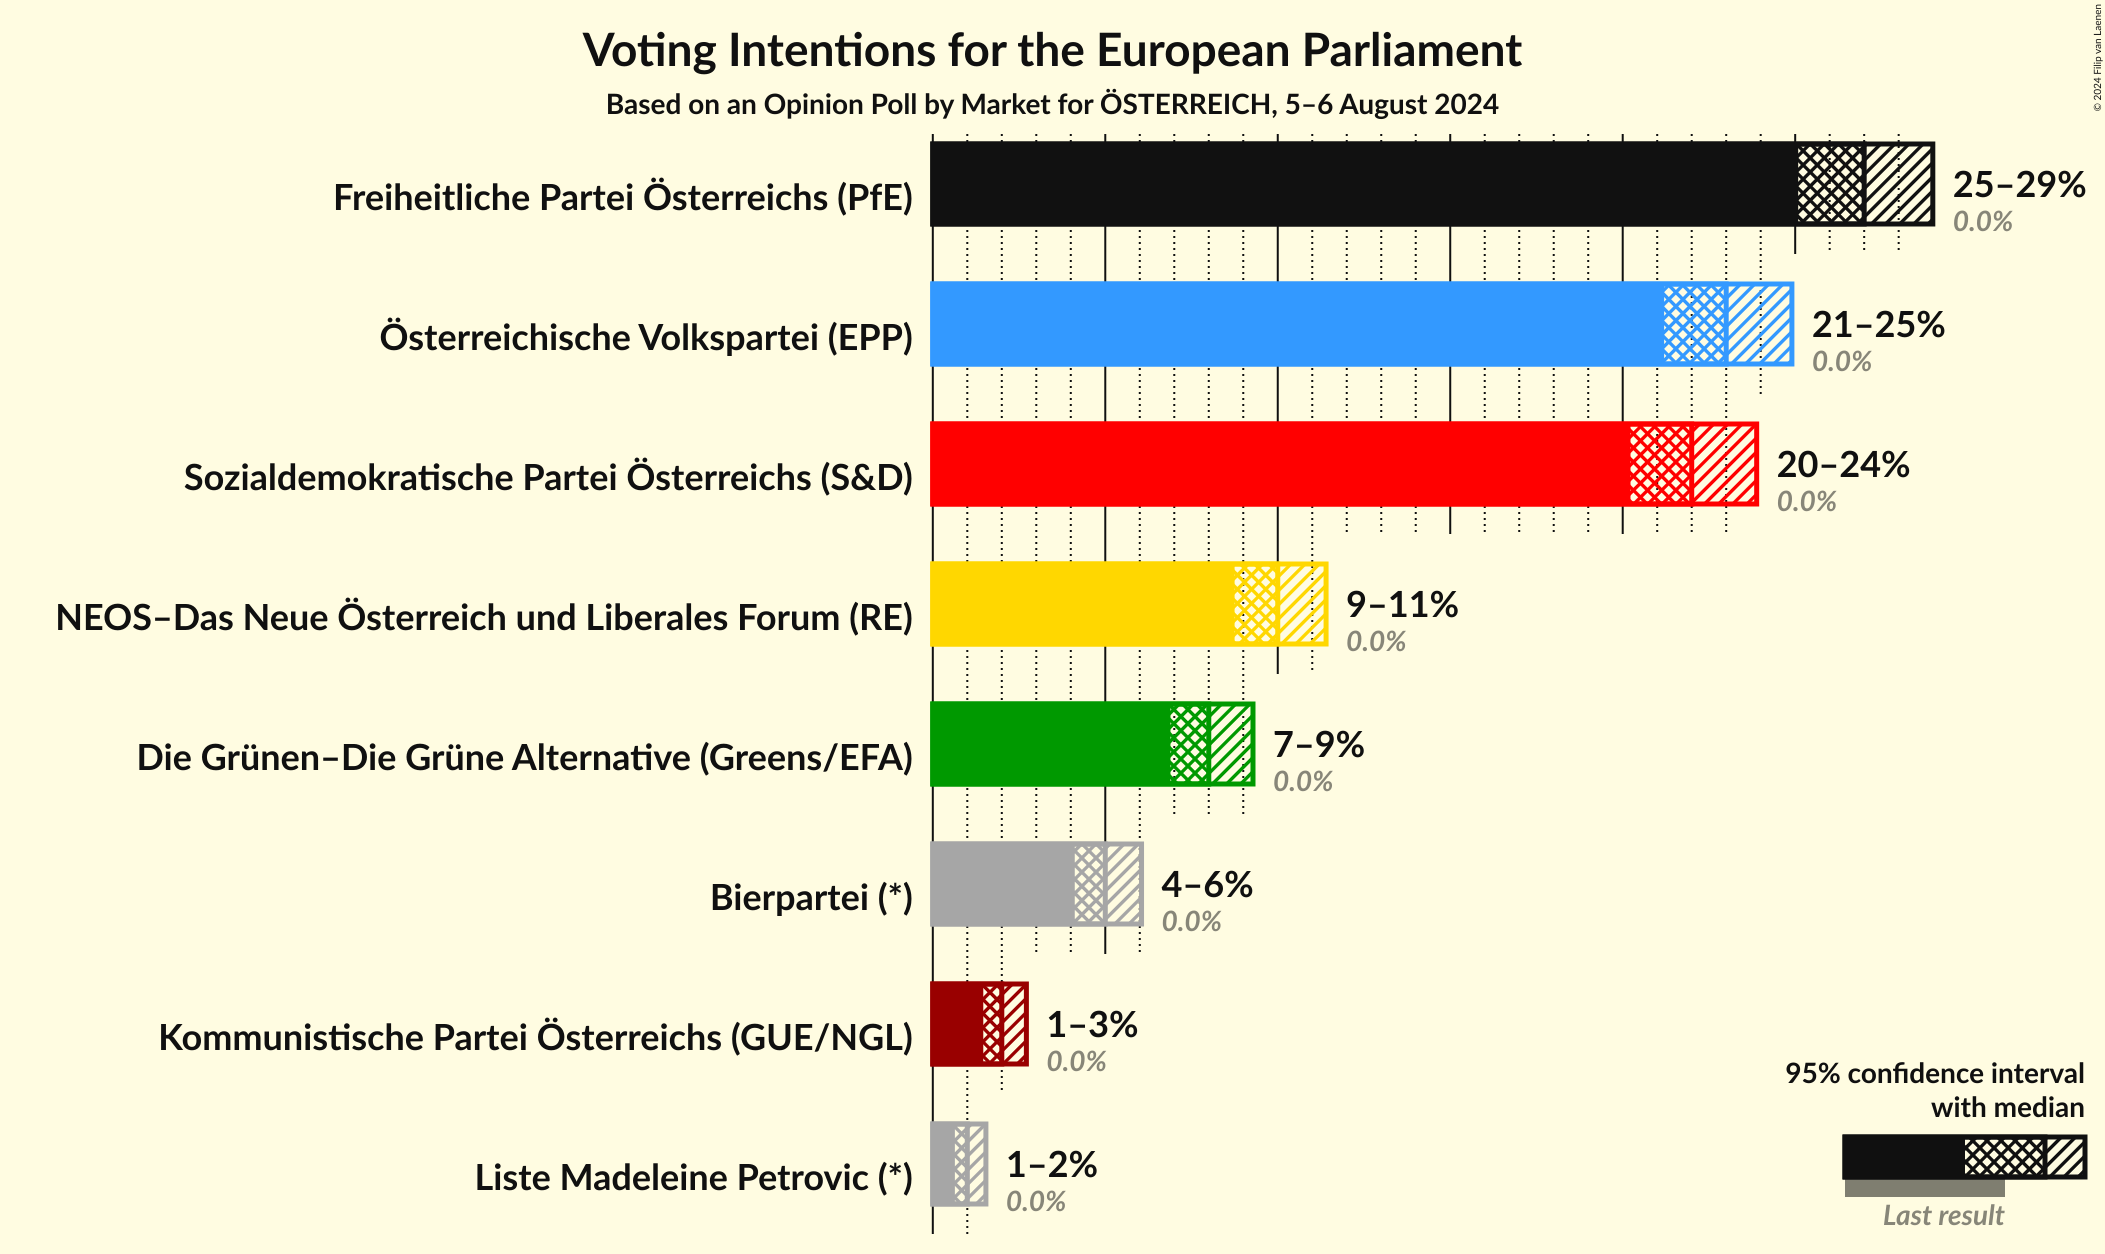 Voting Intentions for the European Parliament
Based on an Opinion Poll by Market for ÖSTERREICH, 5–6 August 2024
© 2024 Filip van Laenen
Freiheitliche Partei Österreichs (PfE)
25–29%
0.0%
Österreichische Volkspartei (EPP)
21–25%
0.0%
Sozialdemokratische Partei Österreichs (S&D)
20–24%
0.0%
NEOS–Das Neue Österreich und Liberales Forum (RE)
9–11%
0.0%
Die Grünen–Die Grüne Alternative (Greens/EFA)
7–9%
0.0%
Bierpartei (*)
4–6%
0.0%
Kommunistische Partei Österreichs (GUE/NGL)
1–3%
0.0%
Liste Madeleine Petrovic (*)
1–2%
0.0%
95% confidence interval
with median
Last result